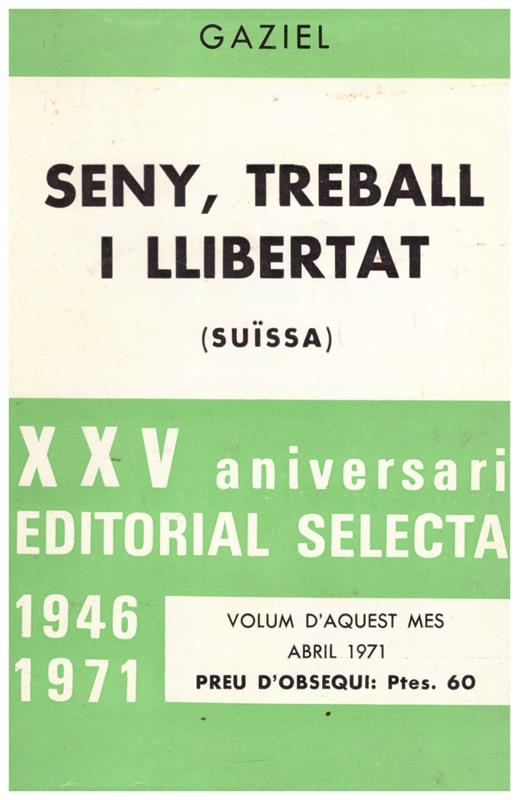 GAZIEL
SENY, TREBALL
I LLIBERTAT
(SUÏSSA)
XXV aniversari
EDITORIAL SELECTA
1946
1971
VOLUM D'AQUEST MES
ABRIL 1971
PREU D'OBSEQUI: Ptes. 60